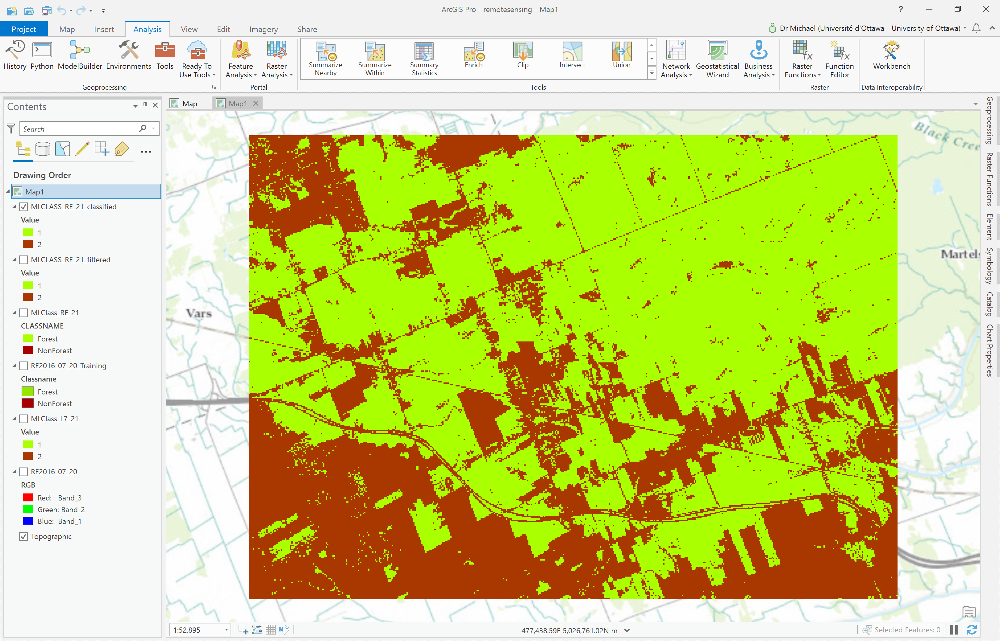 ArcGIS Pro - remotesensing - Map1
?
Project
Map
Insert
Analysis
View
Edit
Imagery
Share
Dr Michael (Université d'Ottawa - University of Ottawa)
History
Python
ModelBuilder
Environments
Tools
Ready To
Use Tools
Feature
Analysis
Raster
Analysis
Summarize
Nearby
Summarize
Within
Summary
Statistics
Enrich
Clip
Intersect
Union
Network
Analysis
Geostatistical
Wizard
Business
Analysis
Raster
Functions
Function
Editor
Workbench
Geoprocessing
Portal
Tools
Raster
Data Interoperability
Contents
Search
Drawing Order
Map1
MLCLASS_RE_21_classified
Value
1
2
MLCLASS_RE_21_filtered
Value
1
2
MLClass_RE_21
CLASSNAME
Forest
NonForest
RE2016_07_20_Training
Classname
Forest
NonForest
MLClass_L7_21
Value
1
2
RE2016_07_20
RGB
Red: Band_3
Green: Band_2
Blue: Band_1
Topographic
Map
Map1
Black Cree
Martels
Vars
Geoprocessing
Raster Functions
Element
Symbology
Catalog
Chart Properties
1:52,895
477,438.59E 5,026,761.02N m
Selected Features: 0